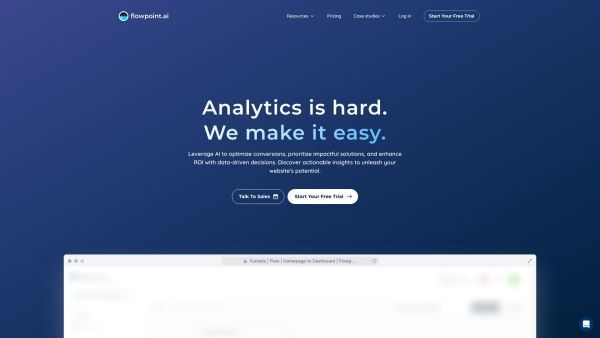 flowpoint.ai
Resources
Pricing
Case studies
Log in
Start Your Free Trial
Analytics is hard.
We make it easy.
Leverage AI to optimize conversions, prioritize impactful solutions, and enhance
ROI with data-driven decisions. Discover actionable insights to unleash your
website's potential.
Talk To Sales
Start Your Free Trial
Funnels | Flow | Homepage to Dashboard | Flowp...